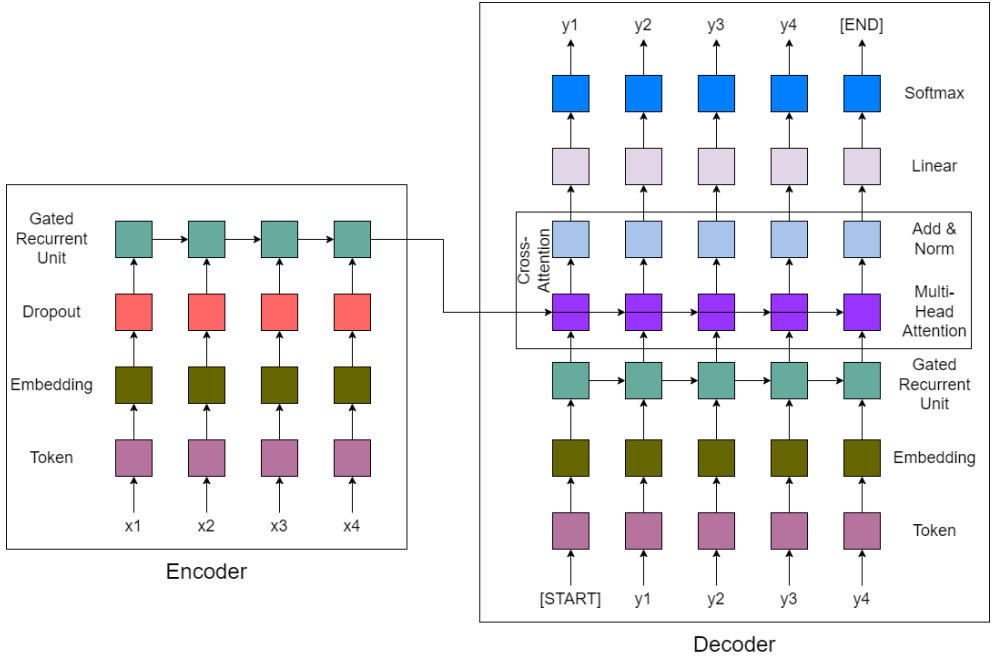 Gated
Recurrent
Unit
Dropout
Embedding
Token
x1 x2 x3 x4
Encoder
y1 y2 y3 y4 [END]
Softmax
Linear
Cross-
Attention
Add &
Norm
Multi-
Head
Attention
Gated
Recurrent
Unit
Embedding
Token
[START] y1 y2 y3 y4
Decoder